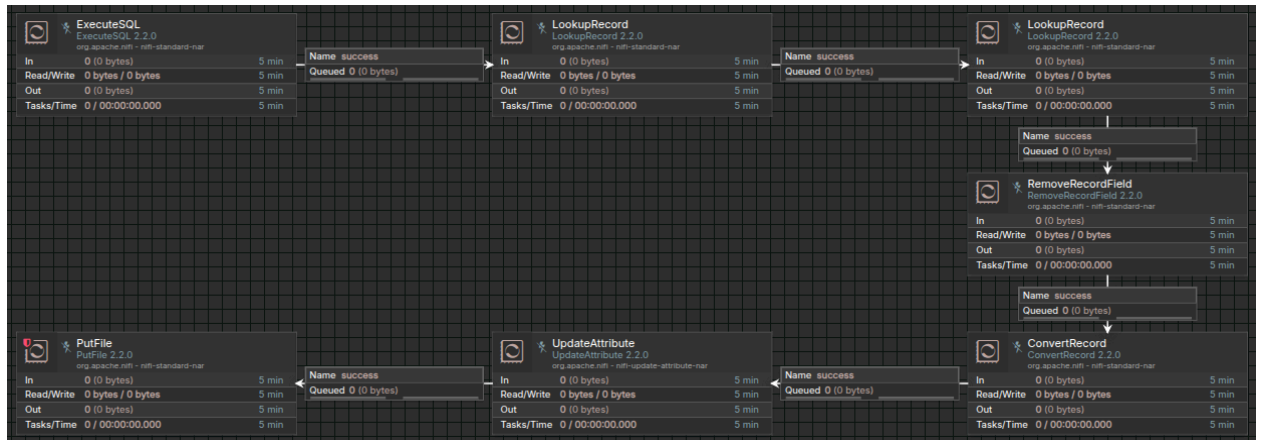 ExecuteSQL
ExecuteSQL 2.2.0
org.apache.nifi - nifi-standard-nar
In 0 (0 bytes) 5 min
Read/Write 0 bytes / 0 bytes 5 min
Out 0 (0 bytes) 5 min
Tasks/Time 0 / 00:00:00.000 5 min
Name success
Queued 0 (0 bytes)
LookupRecord
LookupRecord 2.2.0
org.apache.nifi - nifi-standard-nar
In 0 (0 bytes) 5 min
Read/Write 0 bytes / 0 bytes 5 min
Out 0 (0 bytes) 5 min
Tasks/Time 0 / 00:00:00.000 5 min
Name success
Queued 0 (0 bytes)
LookupRecord
LookupRecord 2.2.0
org.apache.nifi - nifi-standard-nar
In 0 (0 bytes) 5 min
Read/Write 0 bytes / 0 bytes 5 min
Out 0 (0 bytes) 5 min
Tasks/Time 0 / 00:00:00.000 5 min
Name success
Queued 0 (0 bytes)
RemoveRecordField
RemoveRecordField 2.2.0
org.apache.nifi - nifi-standard-nar
In 0 (0 bytes) 5 min
Read/Write 0 bytes / 0 bytes 5 min
Out 0 (0 bytes) 5 min
Tasks/Time 0 / 00:00:00.000 5 min
Name success
Queued 0 (0 bytes)
ConvertRecord
ConvertRecord 2.2.0
org.apache.nifi - nifi-standard-nar
In 0 (0 bytes) 5 min
Read/Write 0 bytes / 0 bytes 5 min
Out 0 (0 bytes) 5 min
Tasks/Time 0 / 00:00:00.000 5 min
Name success
Queued 0 (0 bytes)
UpdateAttribute
UpdateAttribute 2.2.0
org.apache.nifi - nifi-update-attribute-nar
In 0 (0 bytes) 5 min
Read/Write 0 bytes / 0 bytes 5 min
Out 0 (0 bytes) 5 min
Tasks/Time 0 / 00:00:00.000 5 min
Name success
Queued 0 (0 bytes)
PutFile
PutFile 2.2.0
org.apache.nifi - nifi-standard-nar
In 0 (0 bytes) 5 min
Read/Write 0 bytes / 0 bytes 5 min
Out 0 (0 bytes) 5 min
Tasks/Time 0 / 00:00:00.000 5 min